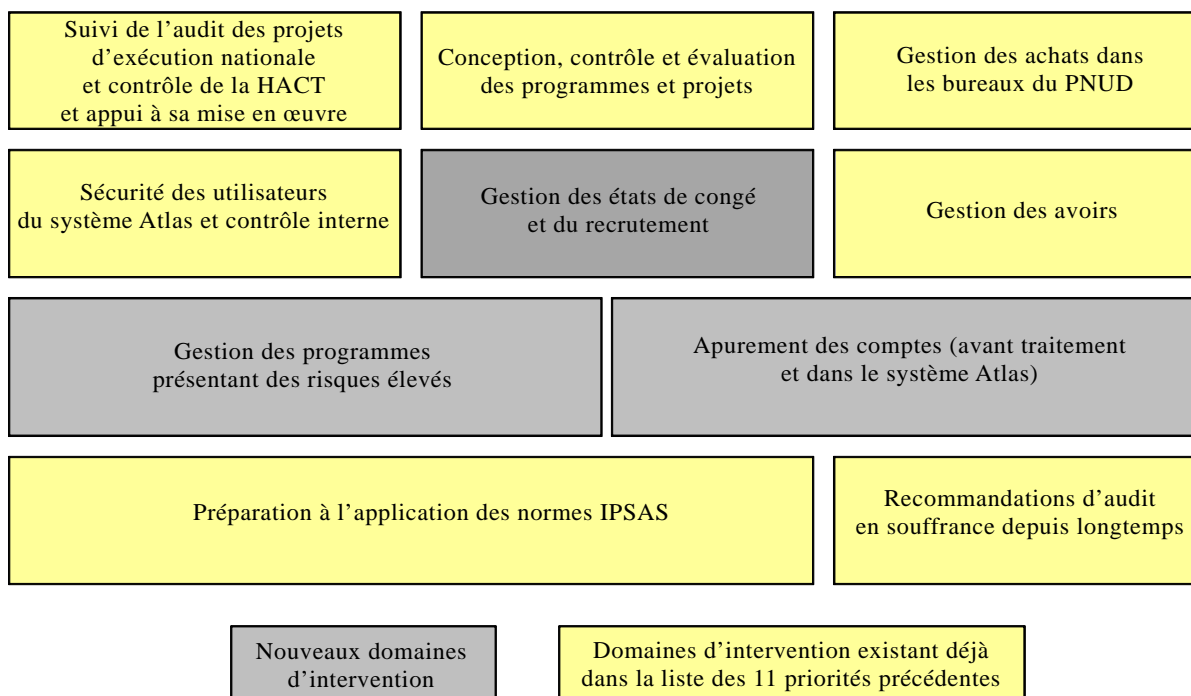 Suivi de l’audit des projets
d’exécution nationale
et contrôle de la HACT
et appui à sa mise en œuvre
Conception, contrôle et évaluation
des programmes et projets
Gestion des achats dans
les bureaux du PNUD
Sécurité des utilisateurs
du système Atlas et contrôle interne
Gestion des états de congé
et du recrutement
Gestion des avoirs
Gestion des programmes
présentant des risques élevés
Apurement des comptes (avant traitement
et dans le système Atlas)
Préparation à l’application des normes IPSAS
Recommandations d’audit
en souffrance depuis longtemps
Nouveaux domaines
d’intervention
Domaines d’intervention existant déjà
dans la liste des 11 priorités précédentes